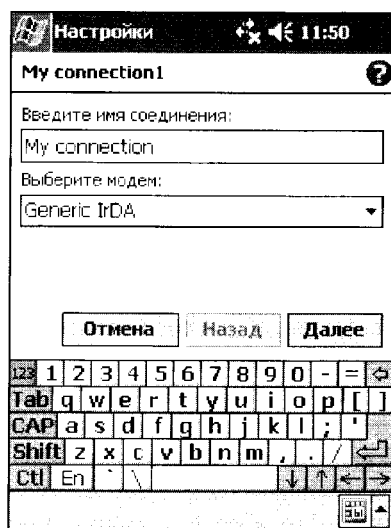 Настройки 11:50
My connection1 ?
Введите имя соединения:
My connection
Выберите модем:
Generic IrDA
Отмена Назад Далее
123 1 2 3 4 5 6 7 8 9 0 - =
Tab q w e r t y u i o p [ ]
CAP a s d f g h j k l ; '
Shift z x c v b n m , . /
Ctl En ` \